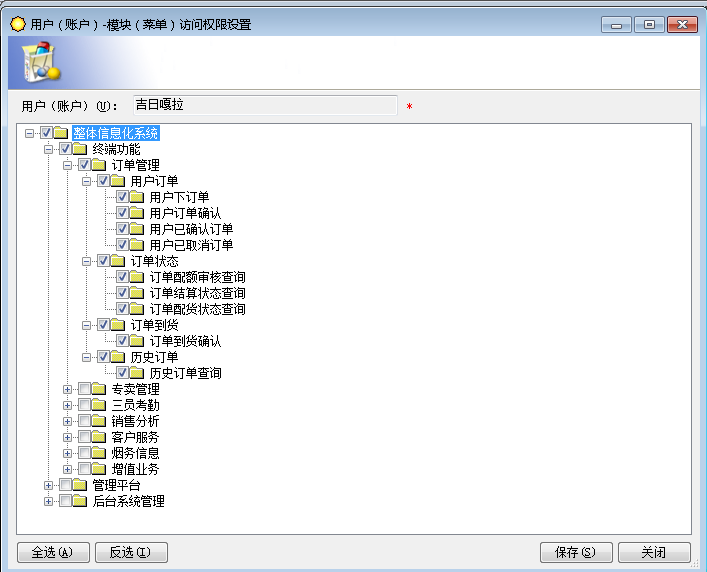 用户（账户）-模块（菜单）访问权限设置
用户（账户）(U)： 吉日嘎拉 *
整体信息化系统
终端功能
订单管理
用户订单
用户下订单
用户订单确认
用户已确认订单
用户已取消订单
订单状态
订单配额审核查询
订单结算状态查询
订单配货状态查询
订单到货
订单到货确认
历史订单
历史订单查询
专卖管理
三员考勤
销售分析
客户服务
烟务信息
增值业务
管理平台
后台系统管理
全选(A) 反选(I) 保存(S) 关闭